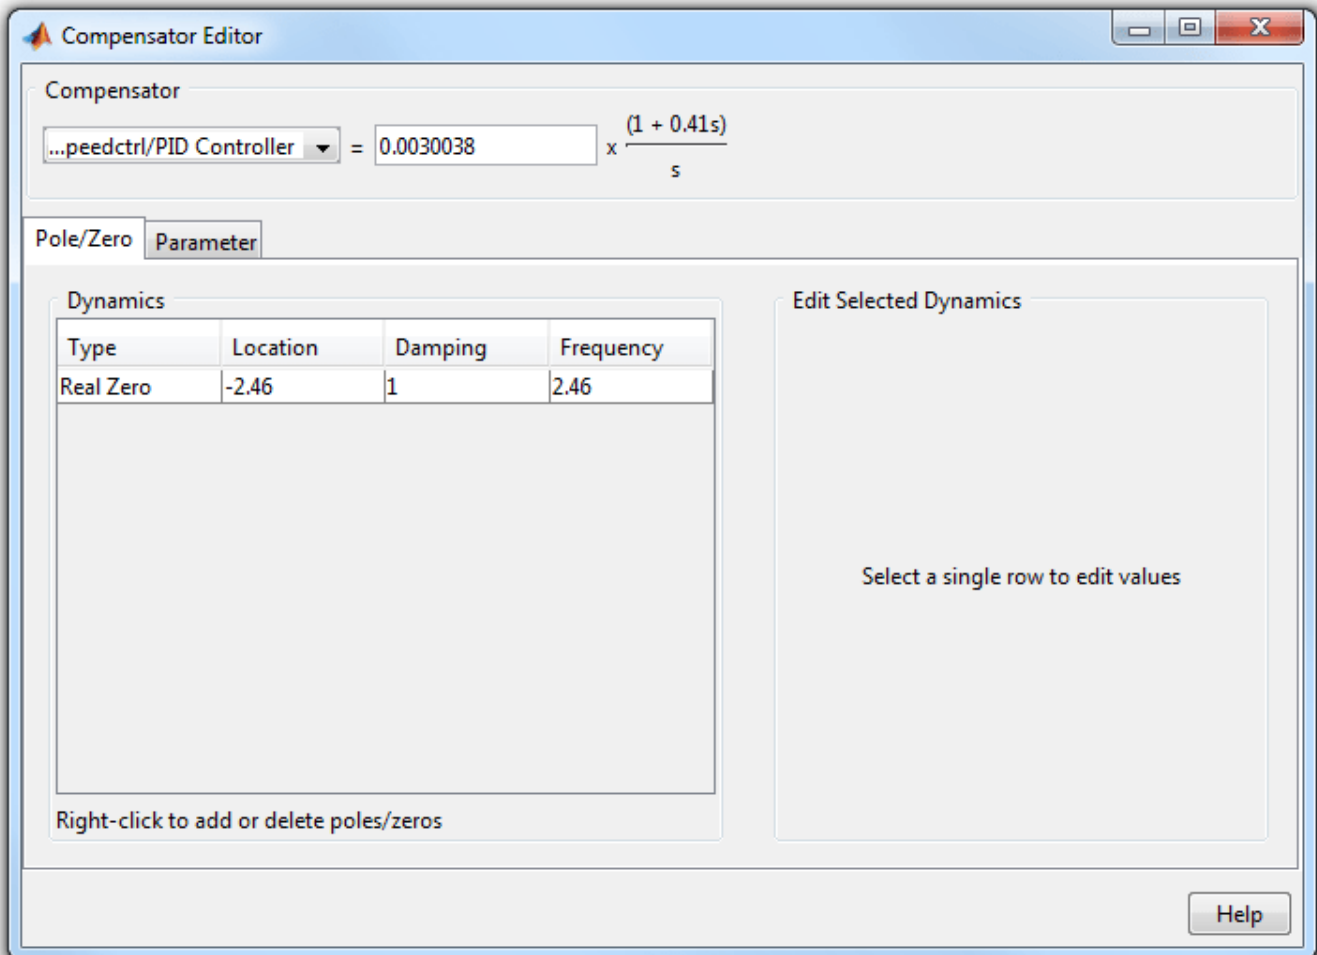 Compensator Editor
Compensator
...peedctrl/PID Controller = 0.0030038 x (1 + 0.41s)
s
Pole/Zero Parameter
Dynamics Edit Selected Dynamics
Type Location Damping Frequency
Real Zero -2.46 1 2.46
Select a single row to edit values
Right-click to add or delete poles/zeros
Help